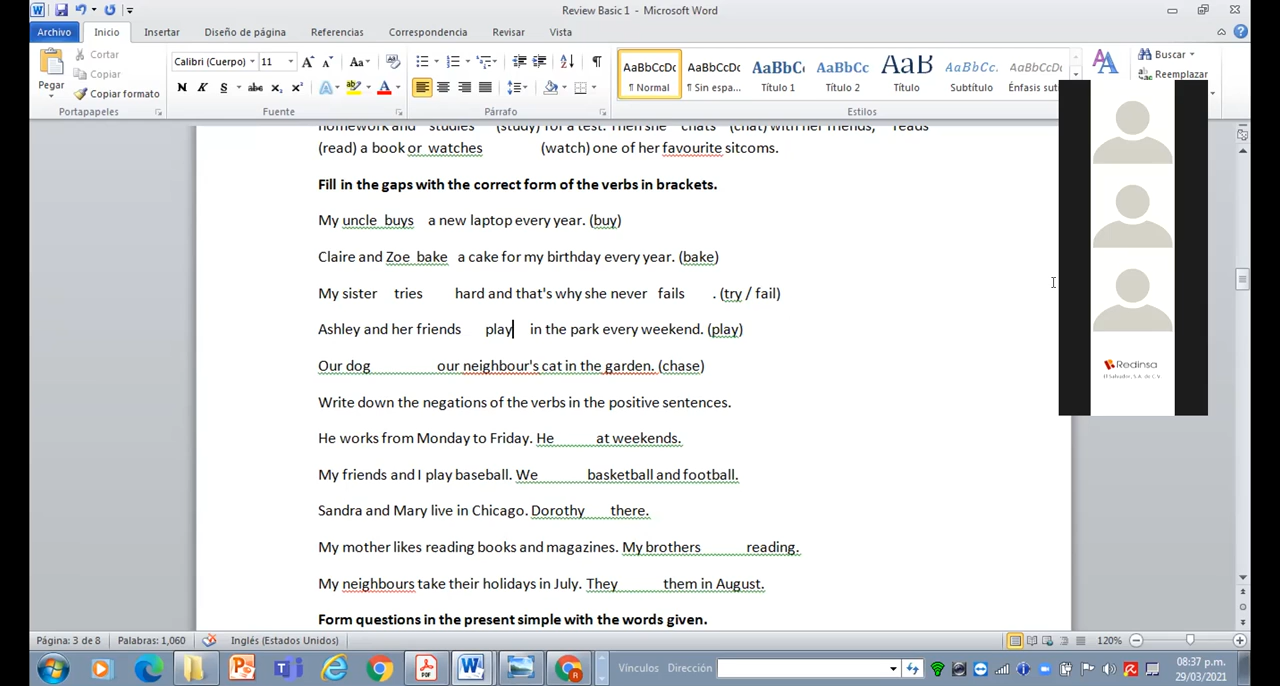 Review Basic 1 - Microsoft Word
Archivo Inicio Insertar Diseño de página Referencias Correspondencia Revisar Vista
Pegar
Cortar
Copiar
Copiar formato
Portapapeles
Calibri (Cuerpo) 11
Fuente
Párrafo
AaBbCcDc AaBbCcDc AaBbC AaBbCc AaB AaBbCc. AaBbCcDc
¶ Normal ¶ Sin espa... Título 1 Título 2 Título Subtítulo Énfasis sut
Estilos
Buscar
Reemplazar
homework and studies (study) for a test. Then she chats (chat) with her friends, reads
(read) a book or watches (watch) one of her favourite sitcoms.
Fill in the gaps with the correct form of the verbs in brackets.
My uncle buys a new laptop every year. (buy)
Claire and Zoe bake a cake for my birthday every year. (bake)
My sister tries hard and that's why she never fails . (try / fail)
Ashley and her friends play in the park every weekend. (play)
Our dog our neighbour's cat in the garden. (chase)
Write down the negations of the verbs in the positive sentences.
He works from Monday to Friday. He at weekends.
My friends and I play baseball. We basketball and football.
Sandra and Mary live in Chicago. Dorothy there.
My mother likes reading books and magazines. My brothers reading.
My neighbours take their holidays in July. They them in August.
Form questions in the present simple with the words given.
Redinsa
El Salvador, S.A. de C.V.
Página: 3 de 8 Palabras: 1,060 Inglés (Estados Unidos) 120%
Vínculos Dirección
08:37 p.m.
29/03/2021